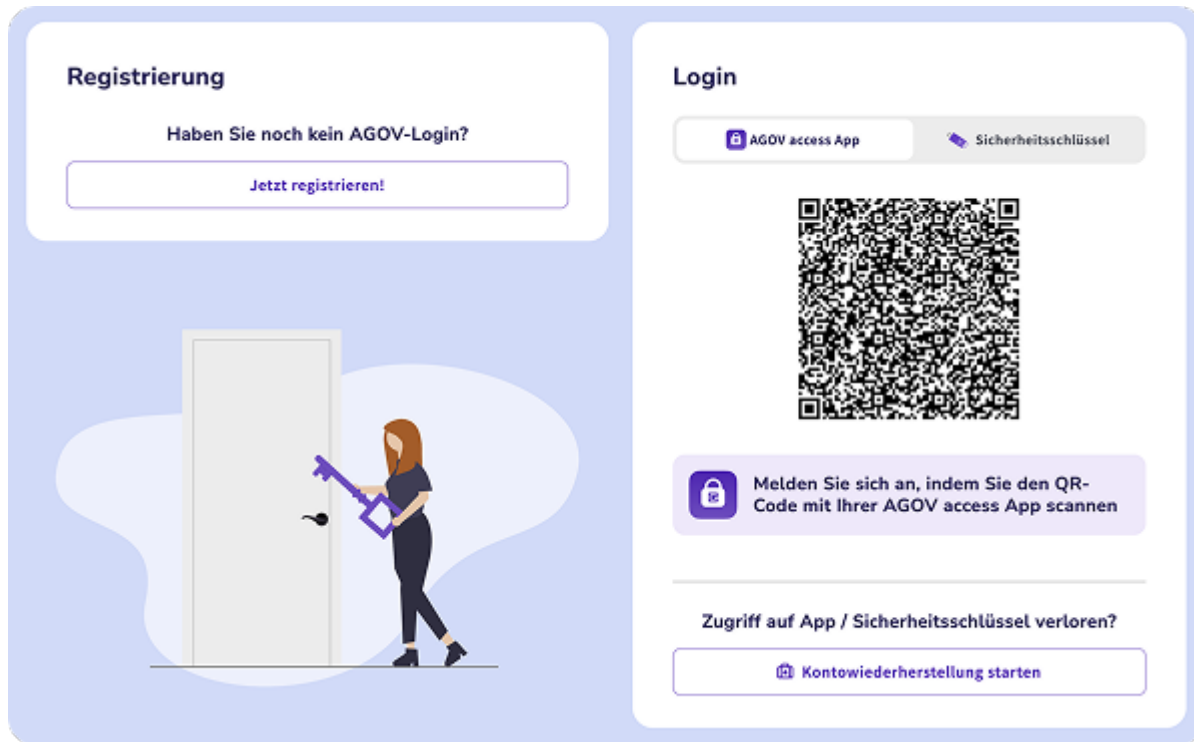 Registrierung
Haben Sie noch kein AGOV-Login?
Jetzt registrieren!
Login
AGOV access App
Sicherheitsschlüssel
Melden Sie sich an, indem Sie den QR-
Code mit Ihrer AGOV access App scannen
Zugriff auf App / Sicherheitsschlüssel verloren?
Kontowiederherstellung starten